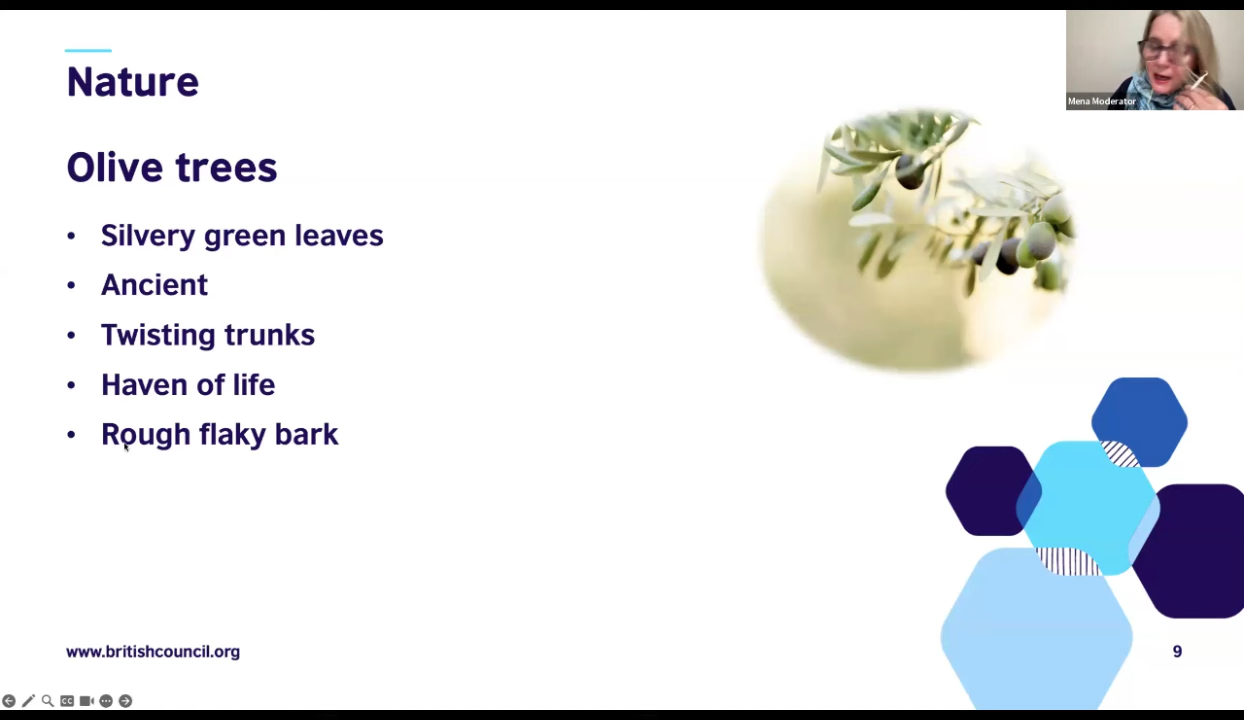 Nature
Mena Moderator
Olive trees
• Silvery green leaves
• Ancient
• Twisting trunks
• Haven of life
• Rough flaky bark
www.britishcouncil.org
9
CC